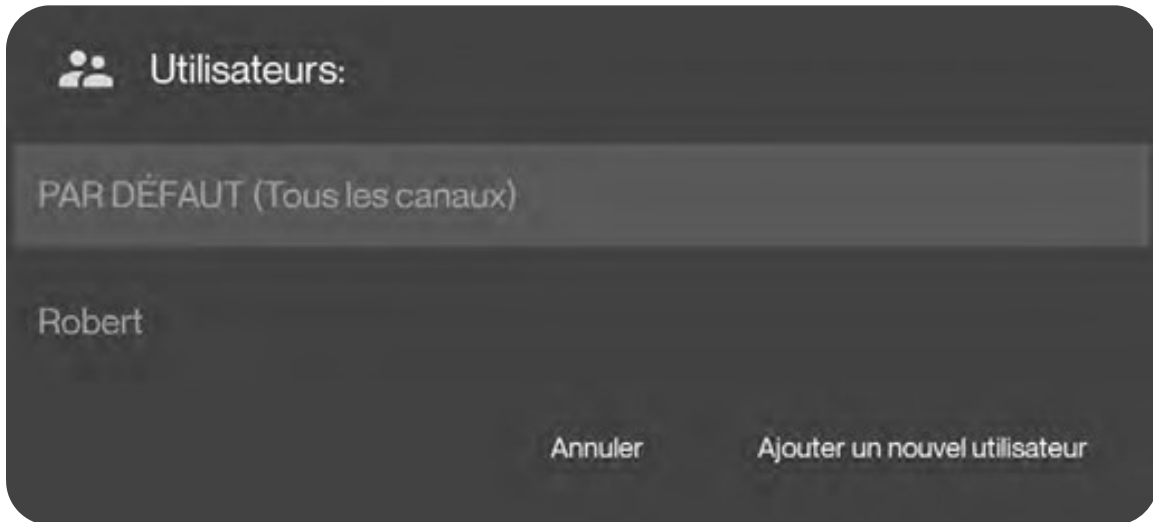 Utilisateurs:
PAR DÉFAUT (Tous les canaux)
Robert
Annuler Ajouter un nouvel utilisateur